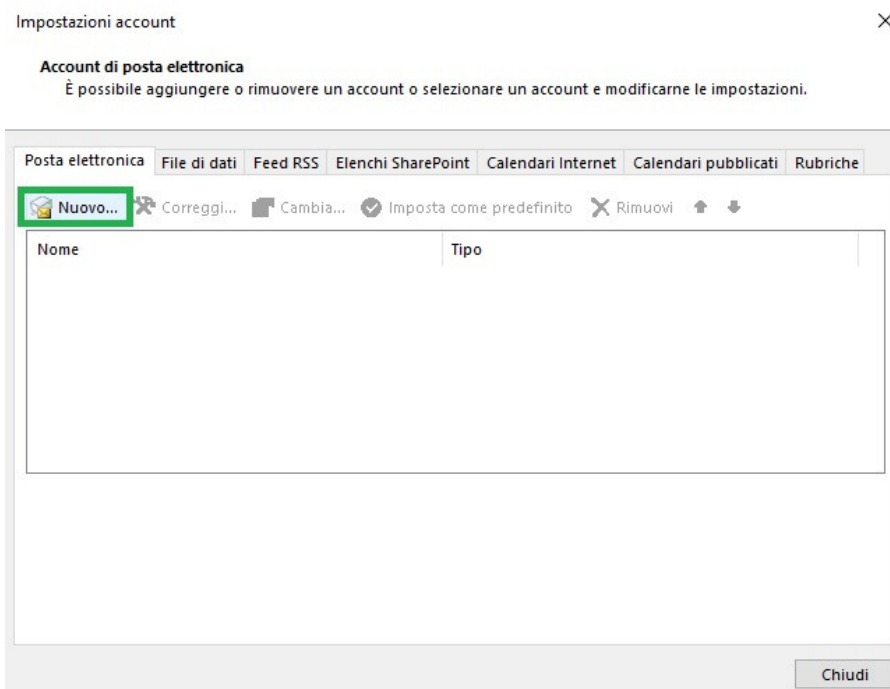 Impostazioni account
Account di posta elettronica
È possibile aggiungere o rimuovere un account o selezionare un account e modificarne le impostazioni.
Posta elettronica File di dati Feed RSS Elenchi SharePoint Calendari Internet Calendari pubblicati Rubriche
Nuovo... Correggi... Cambia... Imposta come predefinito Rimuovi
Nome Tipo
Chiudi